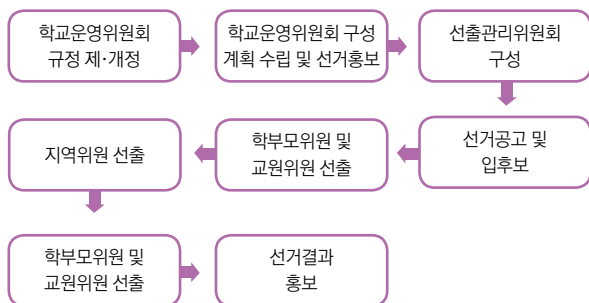 학교운영위원회
규정 제·개정
학교운영위원회 구성
계획 수립 및 선거홍보
선출관리위원회
구성
선거공고 및
입후보
학부모위원 및
교원위원 선출
지역위원 선출
학부모위원 및
교원위원 선출
선거결과
홍보